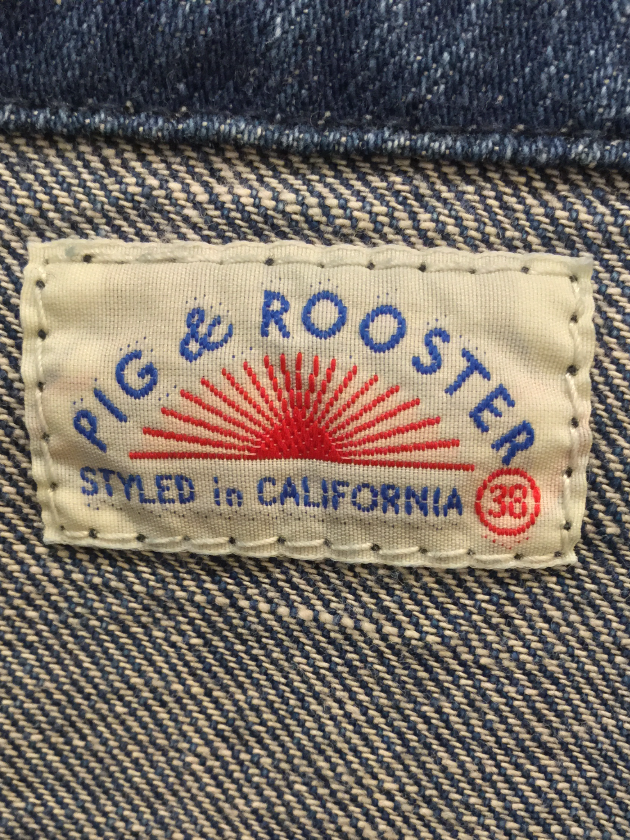 PIG & ROOSTER
STYLED in CALIFORNIA
38